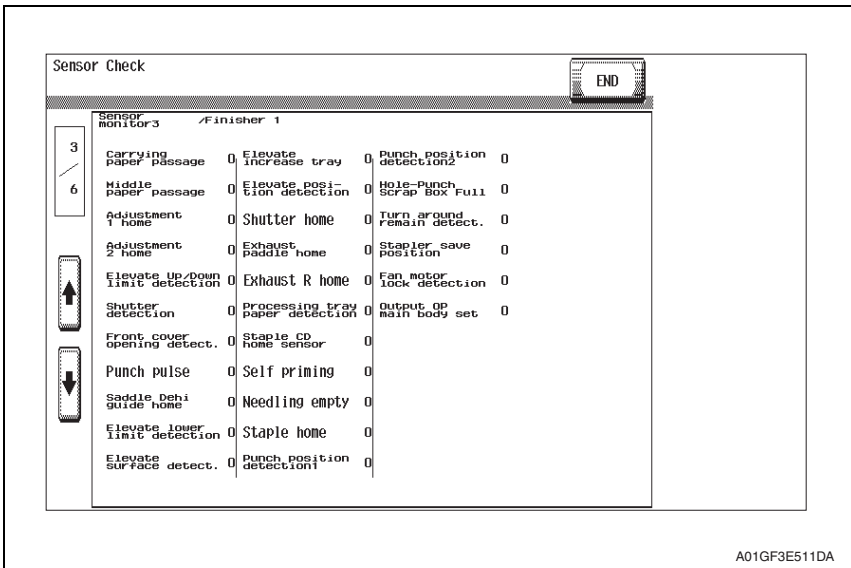 Sensor Check
END
Sensor
monitor3
/Finisher 1
3
/
6
Carrying
paper passage 0
Middle
paper passage 0
Adjustment
1 home 0
Adjustment
2 home 0
Elevate Up/Down
limit detection 0
Shutter
detection 0
Front cover
opening detect. 0
Punch pulse 0
Saddle Dehi
guide home 0
Elevate lower
limit detection 0
Elevate
surface detect. 0
Elevate
increase tray 0
Elevate posi-
tion detection 0
Shutter home 0
Exhaust
paddle home 0
Exhaust R home 0
Processing tray
paper detection 0
Staple CD
home sensor 0
Self priming 0
Needling empty 0
Staple home 0
Punch position
detection1 0
Punch position
detection2 0
Hole-Punch
Scrap Box Full 0
Turn around
remain detect. 0
Stapler save
position 0
Fan motor
lock detection 0
Output OP
main body set 0
A01GF3E511DA